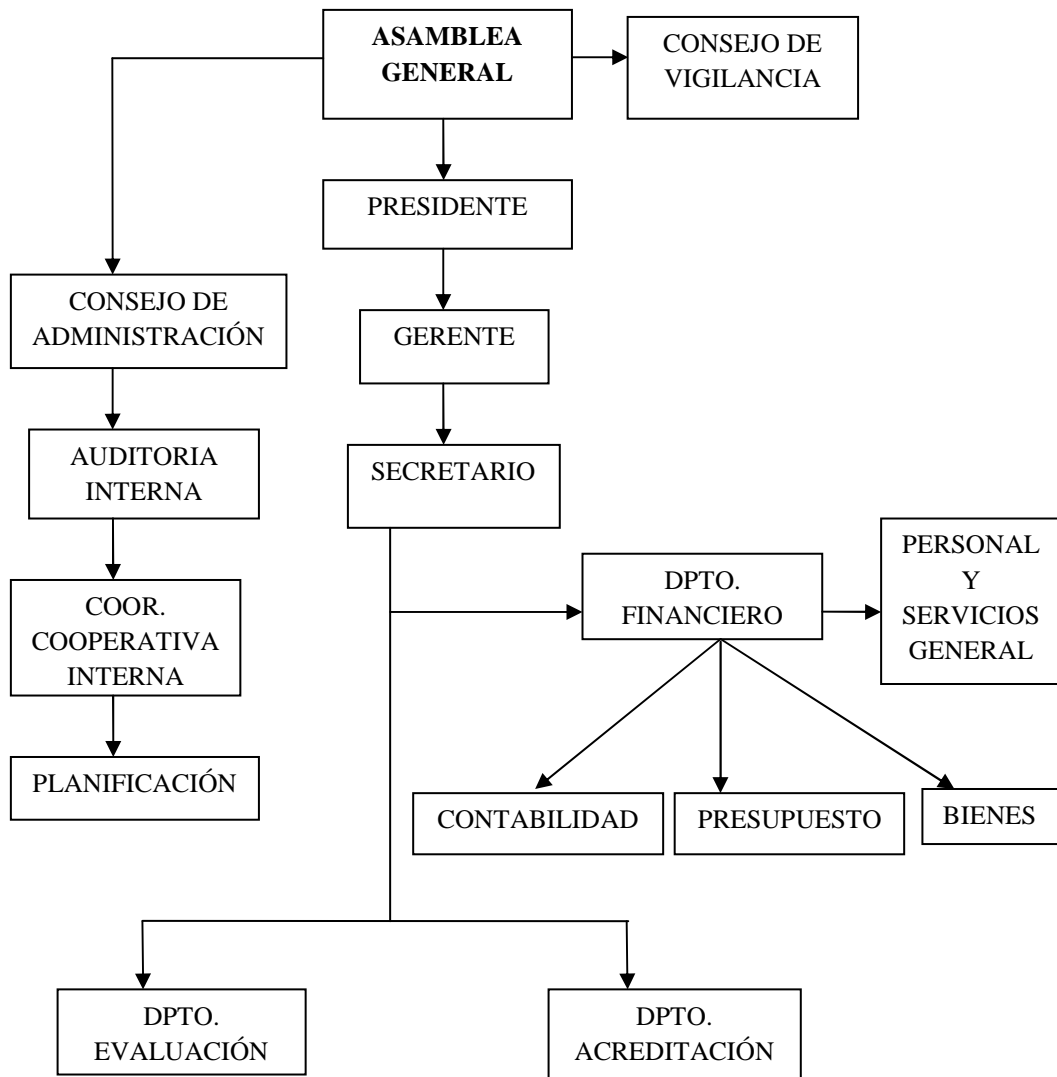 ASAMBLEA
GENERAL
CONSEJO DE
VIGILANCIA
PRESIDENTE
CONSEJO DE
ADMINISTRACIÓN
GERENTE
AUDITORIA
INTERNA
SECRETARIO
PERSONAL
Y
SERVICIOS
GENERAL
DPTO.
FINANCIERO
COOR.
COOPERATIVA
INTERNA
PLANIFICACIÓN
CONTABILIDAD
PRESUPUESTO
BIENES
DPTO.
EVALUACIÓN
DPTO.
ACREDITACIÓN